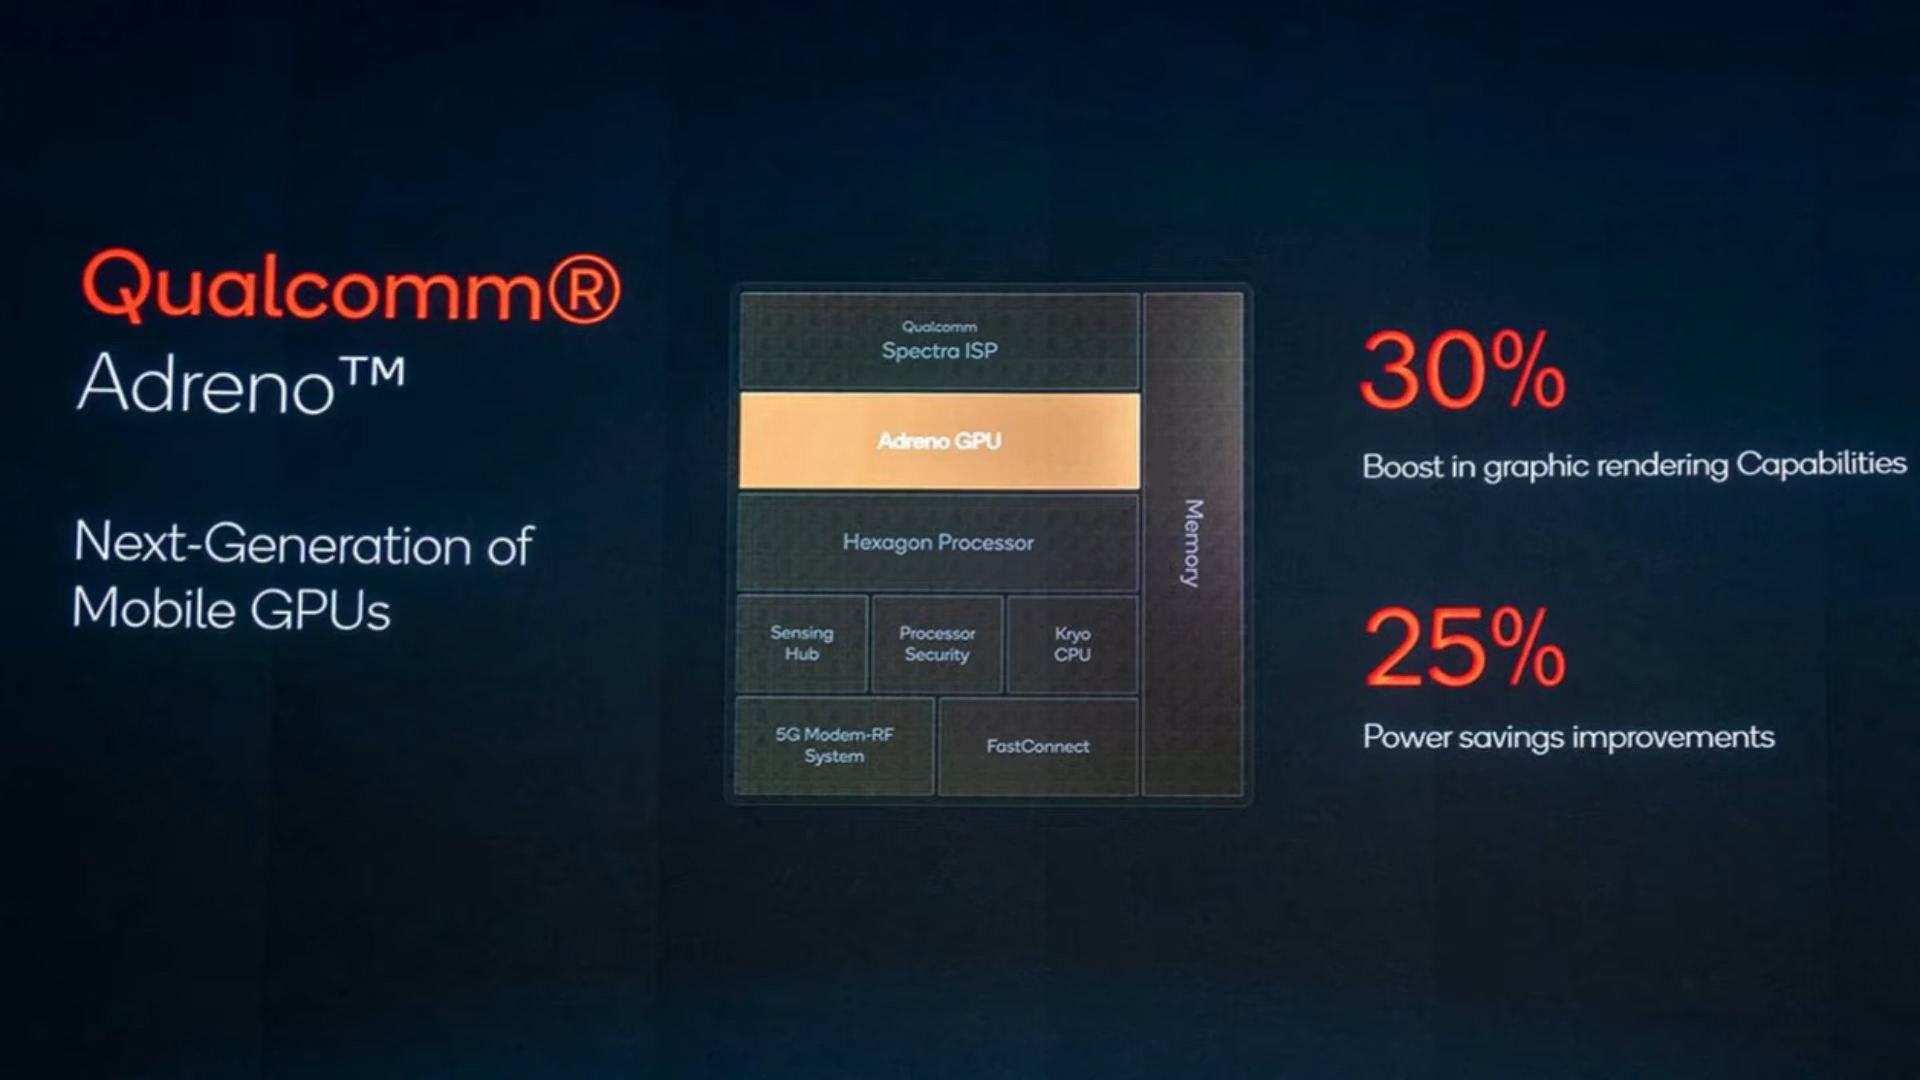 Qualcomm®
Adreno™
Next-Generation of
Mobile GPUs
Qualcomm
Spectra ISP
Adreno GPU
Hexagon Processor
Sensing
Hub
Processor
Security
Kryo
CPU
5G Modem-RF
System
FastConnect
Memory
30%
Boost in graphic rendering Capabilities
25%
Power savings improvements